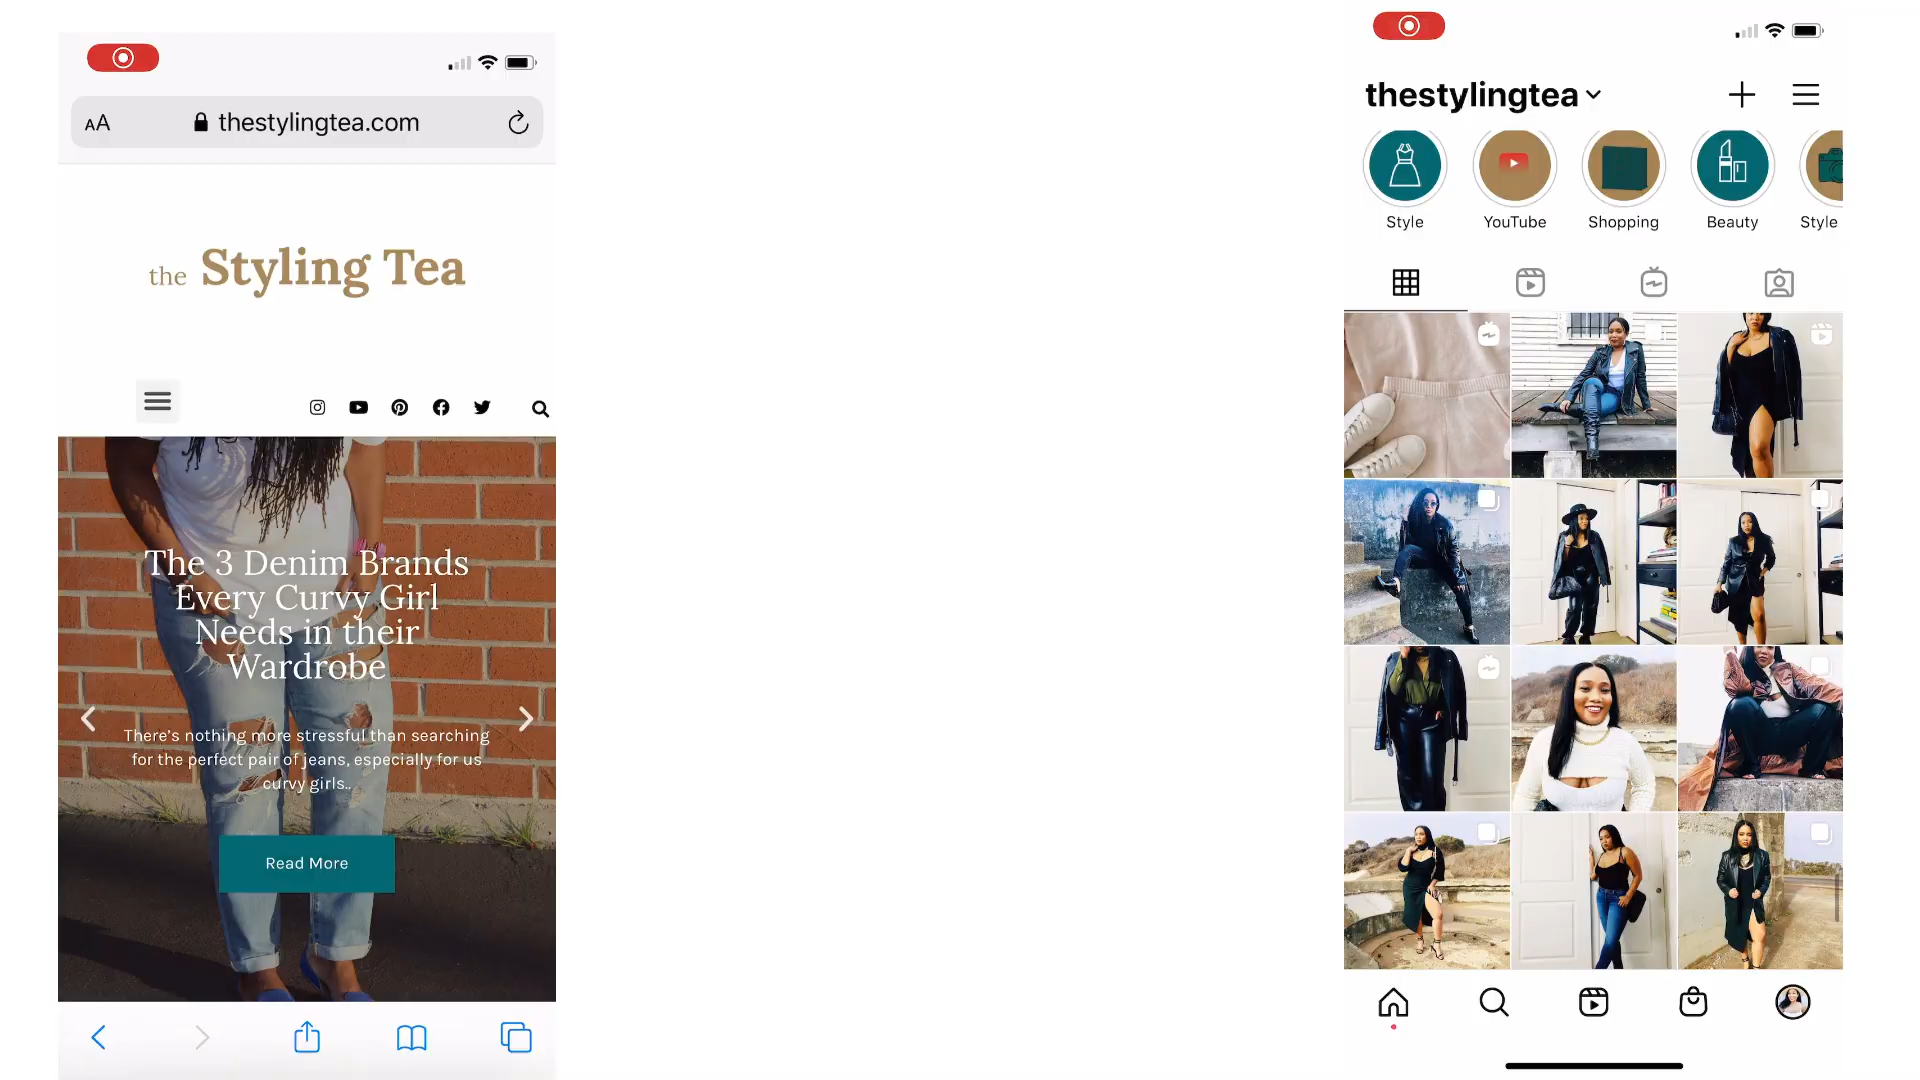 AA thestylingtea.com
the Styling Tea
The 3 Denim Brands
Every Curvy Girl
Needs in their
Wardrobe
There's nothing more stressful than searching
for the perfect pair of jeans, especially for us
curvy girls..
Read More
thestylingtea
Style YouTube Shopping Beauty Style